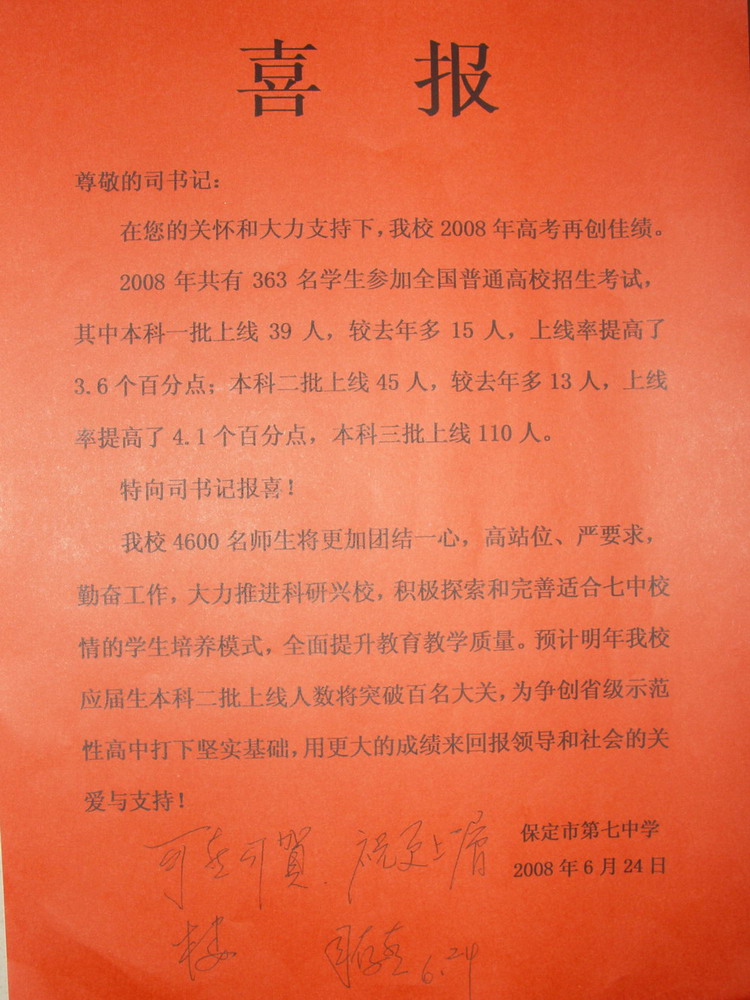 喜 报
尊敬的司书记：
在您的关怀和大力支持下，我校2008年高考再创佳绩。
2008年共有363名学生参加全国普通高校招生考试，
其中本科一批上线39人，较去年多15人，上线率提高了
3.6个百分点；本科二批上线45人，较去年多13人，上线
率提高了4.1个百分点，本科三批上线110人。
特向司书记报喜！
我校4600名师生将更加团结一心，高站位、严要求，
勤奋工作，大力推进科研兴校，积极探索和完善适合七中校
情的学生培养模式，全面提升教育教学质量。预计明年我校
应届生本科二批上线人数将突破百名大关，为争创省级示范
性高中打下坚实基础，用更大的成绩来回报领导和社会的关
爱与支持！
保定市第七中学
2008年6月24日
可喜可賀．祝更上層
楼 6.24